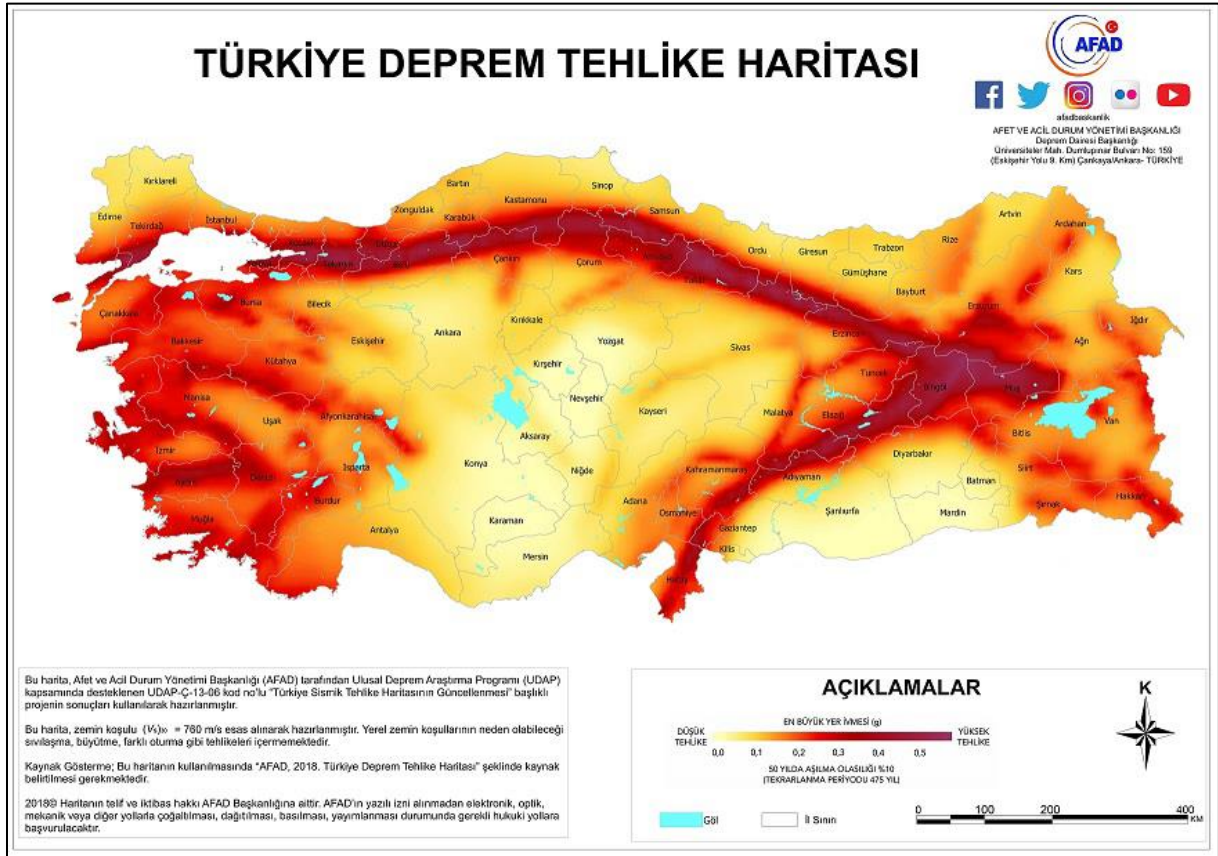 TÜRKİYE DEPREM TEHLİKE HARİTASI
AFAD
afadbaskanlik
AFET VE ACİL DURUM YÖNETİMİ BAŞKANLIĞI
Deprem Dairesi Başkanlığı
Üniversiteler Mah. Dumlupınar Bulvarı No: 159
(Eskişehir Yolu 9. Km) Çankaya/Ankara- TÜRKİYE
Kırklareli
Edirne
Tekirdağ
İstanbul
Zonguldak
Bartın
Karabük
Kastamonu
Sinop
Samsun
Ordu
Giresun
Trabzon
Rize
Artvin
Ardahan
Kars
Gümüşhane
Bayburt
Erzurum
Iğdır
Ağrı
Çankırı
Çorum
Çanakkale
Bursa
Bilecik
Balıkesir
Kütahya
Eskişehir
Ankara
Kırıkkale
Kırşehir
Yozgat
Sivas
Erzincan
Tunceli
Bingöl
Muş
Manisa
Uşak
Afyonkarahisar
Nevşehir
Kayseri
Malatya
Elazığ
Bitlis
Van
İzmir
Aydın
Denizli
Isparta
Burdur
Konya
Aksaray
Niğde
Kahramanmaraş
Adıyaman
Diyarbakır
Batman
Siirt
Hakkari
Şırnak
Muğla
Antalya
Karaman
Mersin
Adana
Osmaniye
Gaziantep
Kilis
Şanlıurfa
Mardin
Hatay
Bu harita, Afet ve Acil Durum Yönetimi Başkanlığı (AFAD) tarafından Ulusal Deprem Araştırma Programı (UDAP)
kapsamında desteklenen UDAP-Ç-13-06 kod no'lu "Türkiye Sismik Tehlike Haritasının Güncellenmesi" başlıklı
projenin sonuçları kullanılarak hazırlanmıştır.
Bu harita, zemin koşulu (Vₛ)₃₀ = 760 m/s esas alınarak hazırlanmıştır. Yerel zemin koşullarının neden olabileceği
sıvılaşma, büyütme, farklı oturma gibi tehlikeleri içermemektedir.
Kaynak Gösterme; Bu haritanın kullanılmasında "AFAD, 2018. Türkiye Deprem Tehlike Haritası" şeklinde kaynak
belirtilmesi gerekmektedir.
2018© Haritanın telif ve iktibas hakkı AFAD Başkanlığına aittir. AFAD'ın yazılı izni alınmadan elektronik, optik,
mekanik veya diğer yollarla çoğaltılması, dağıtılması, basılması, yayımlanması durumunda gerekli hukuki yollara
başvurulacaktır.
AÇIKLAMALAR
EN BÜYÜK YER İVMESİ (g)
DÜŞÜK
TEHLİKE
YÜKSEK
TEHLİKE
0,0 0,1 0,2 0,3 0,4 0,5
50 YILDA AŞILMA OLASILIĞI %10
(TEKRARLANMA PERİYODU 475 YIL)
Göl
İl Sınırı
K
0 100 200 400
KM